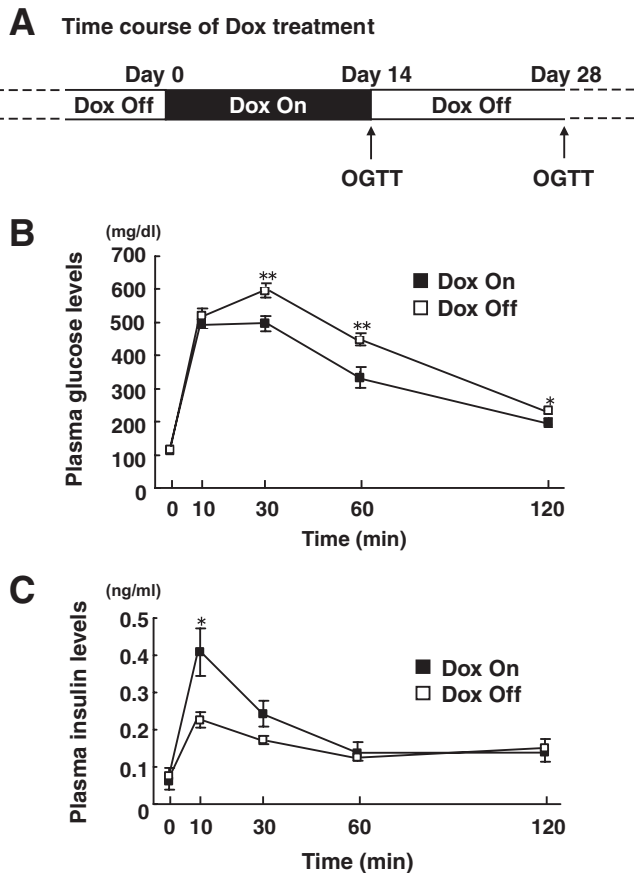 A Time course of Dox treatment
Day 0 Day 14 Day 28
Dox Off Dox On Dox Off
OGTT OGTT
B (mg/dl)
Plasma glucose levels
700
600
500
400
300
200
100
0
** ** *
Dox On
Dox Off
0 10 30 60 120
Time (min)
C (ng/ml)
Plasma insulin levels
0.5
0.4
0.3
0.2
0.1
0
*
Dox On
Dox Off
0 10 30 60 120
Time (min)